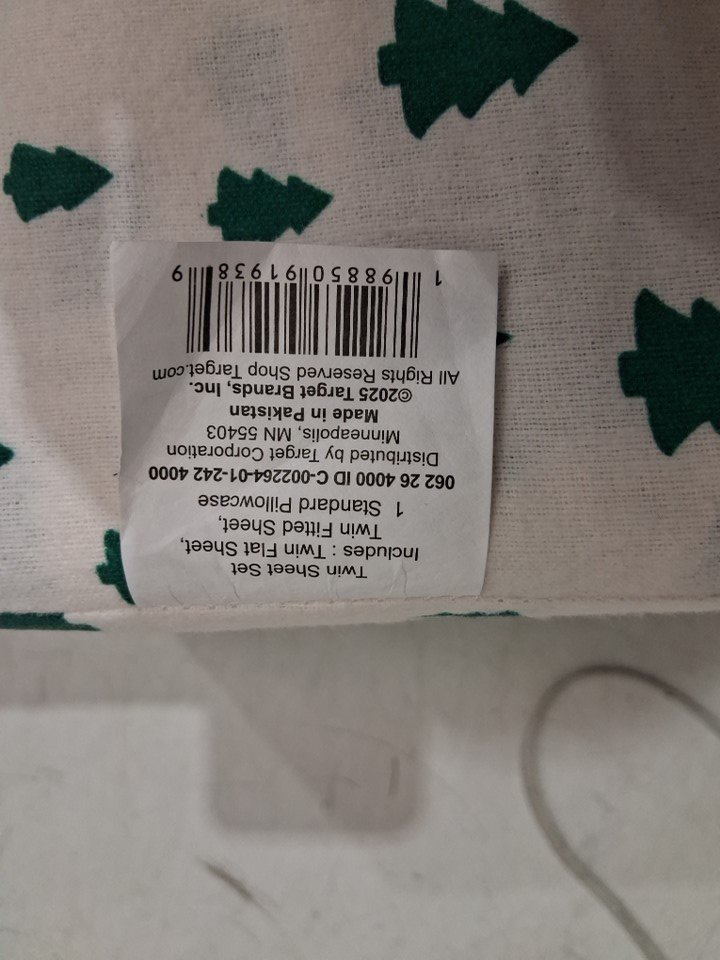 Twin Sheet Set
Includes : Twin Flat Sheet,
Twin Fitted Sheet,
1 Standard Pillowcase
062 26 4000 ID C-002264-01-242 4000
Distributed by Target Corporation
Minneapolis, MN 55403
Made in Pakistan
©2025 Target Brands, Inc.
All Rights Reserved Shop Target.com
1 98850 91938 9